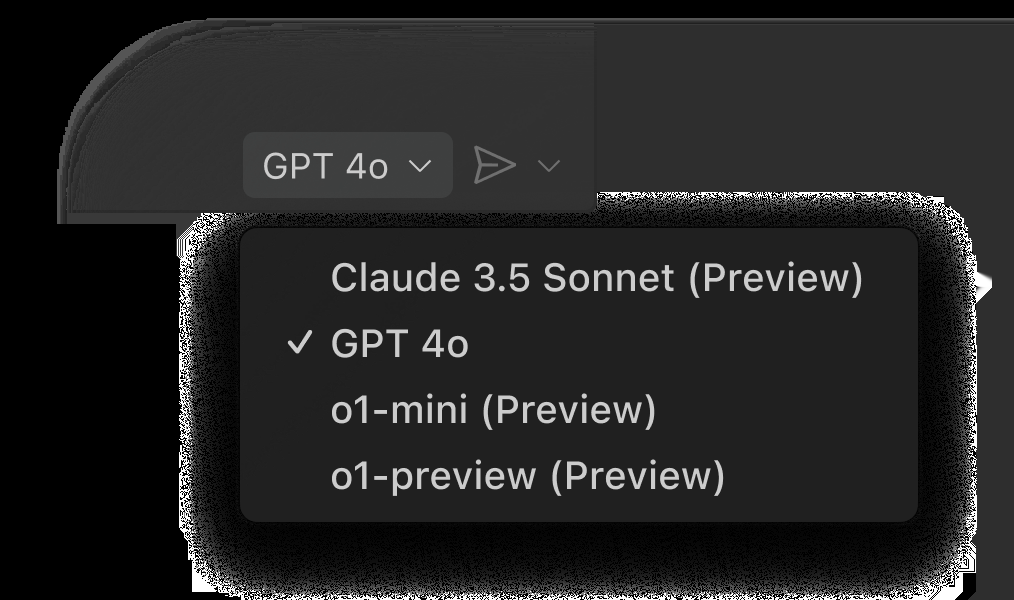 GPT 4o
Claude 3.5 Sonnet (Preview)
GPT 4o
o1-mini (Preview)
o1-preview (Preview)